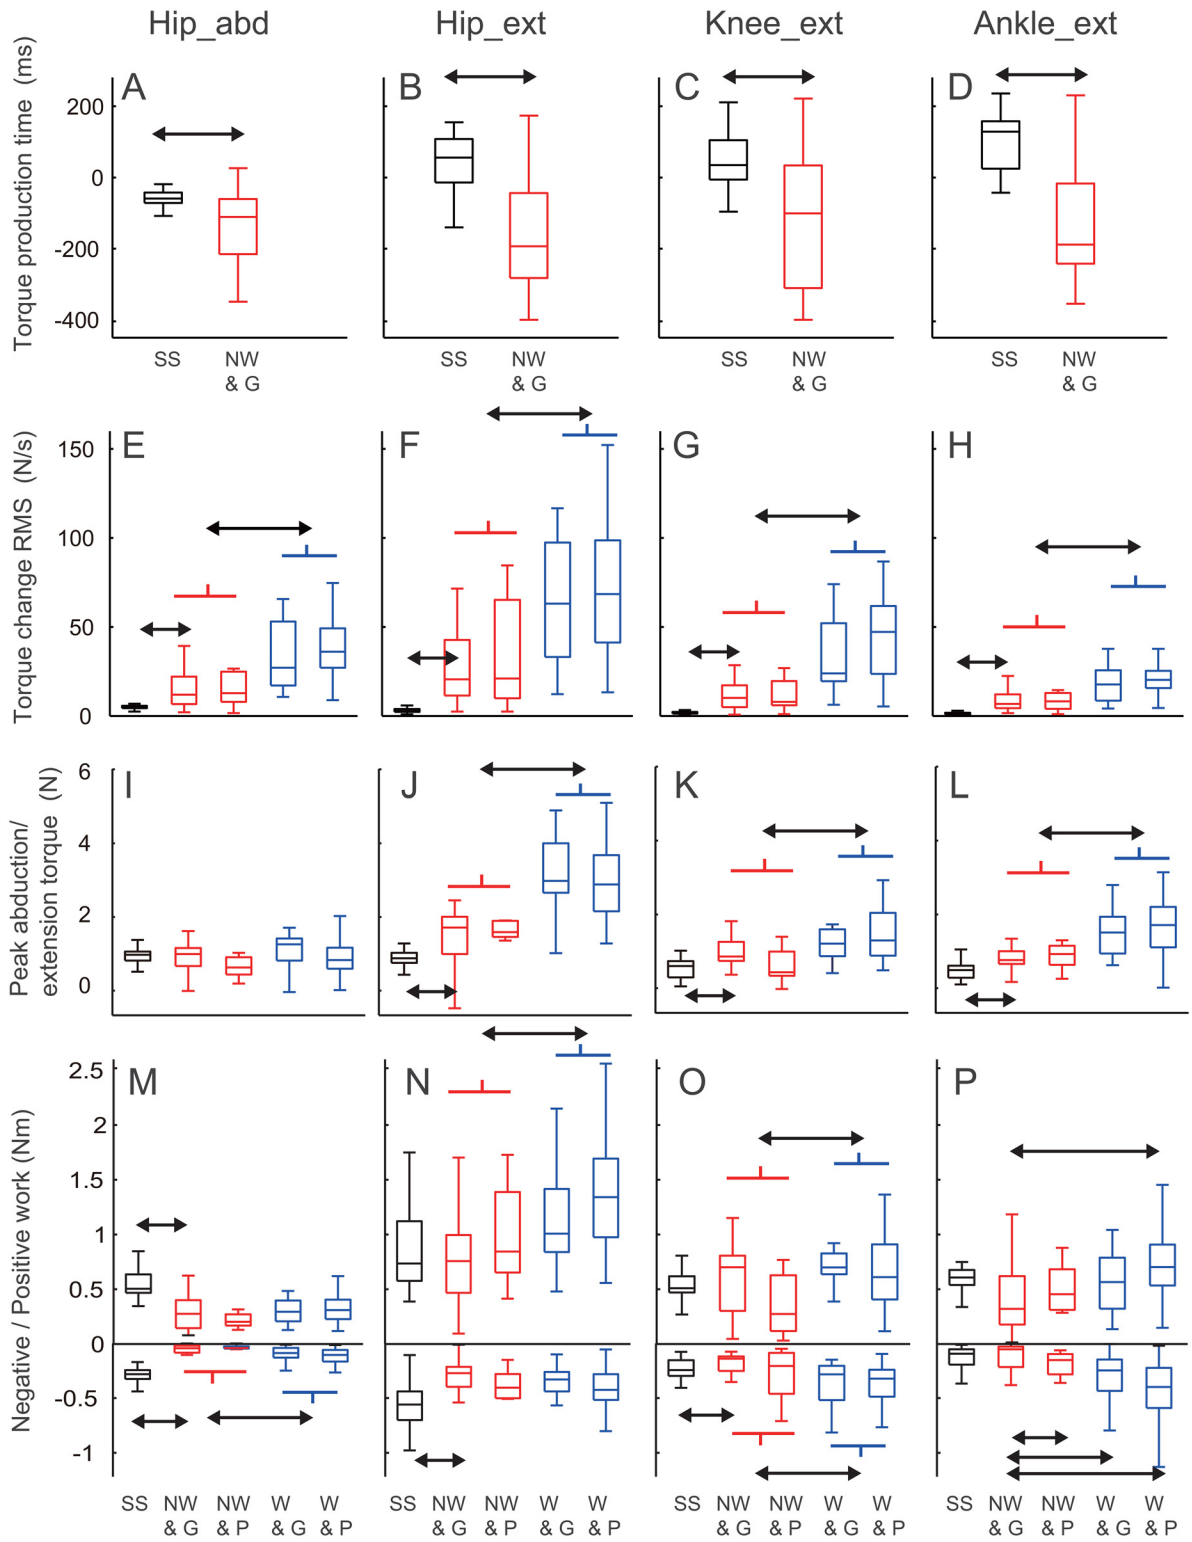 Hip_abd Hip_ext Knee_ext Ankle_ext
Torque production time (ms)
A B C D
200
0
-200
-400
SS NW & G SS NW & G SS NW & G SS NW & G
Torque change RMS (N/s)
E F G H
150
100
50
0
Peak abduction/
extension torque (N)
I J K L
6
4
2
0
Negative / Positive work (Nm)
M N O P
2.5
2
1.5
1
0.5
0
-0.5
-1
SS NW NW W W SS NW NW W W SS NW NW W W SS NW NW W W
& G & P & G & P & G & P & G & P & G & P & G & P & G & P & G & P